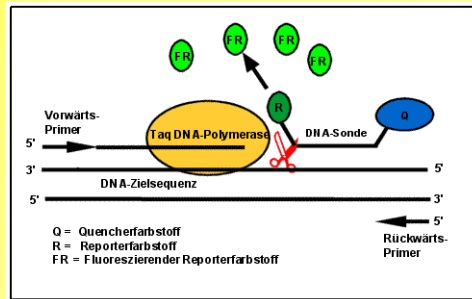 FR
FR
FR
FR
R
Q
Vorwärts-
Primer
Taq DNA-Polymerase
DNA-Sonde
5'
3'
5'
DNA-Zielsequenz
5'
3'
5'
Rückwärts-
Primer
Q = Quencherfarbstoff
R = Reporterfarbstoff
FR = Fluoreszierender Reporterfarbstoff